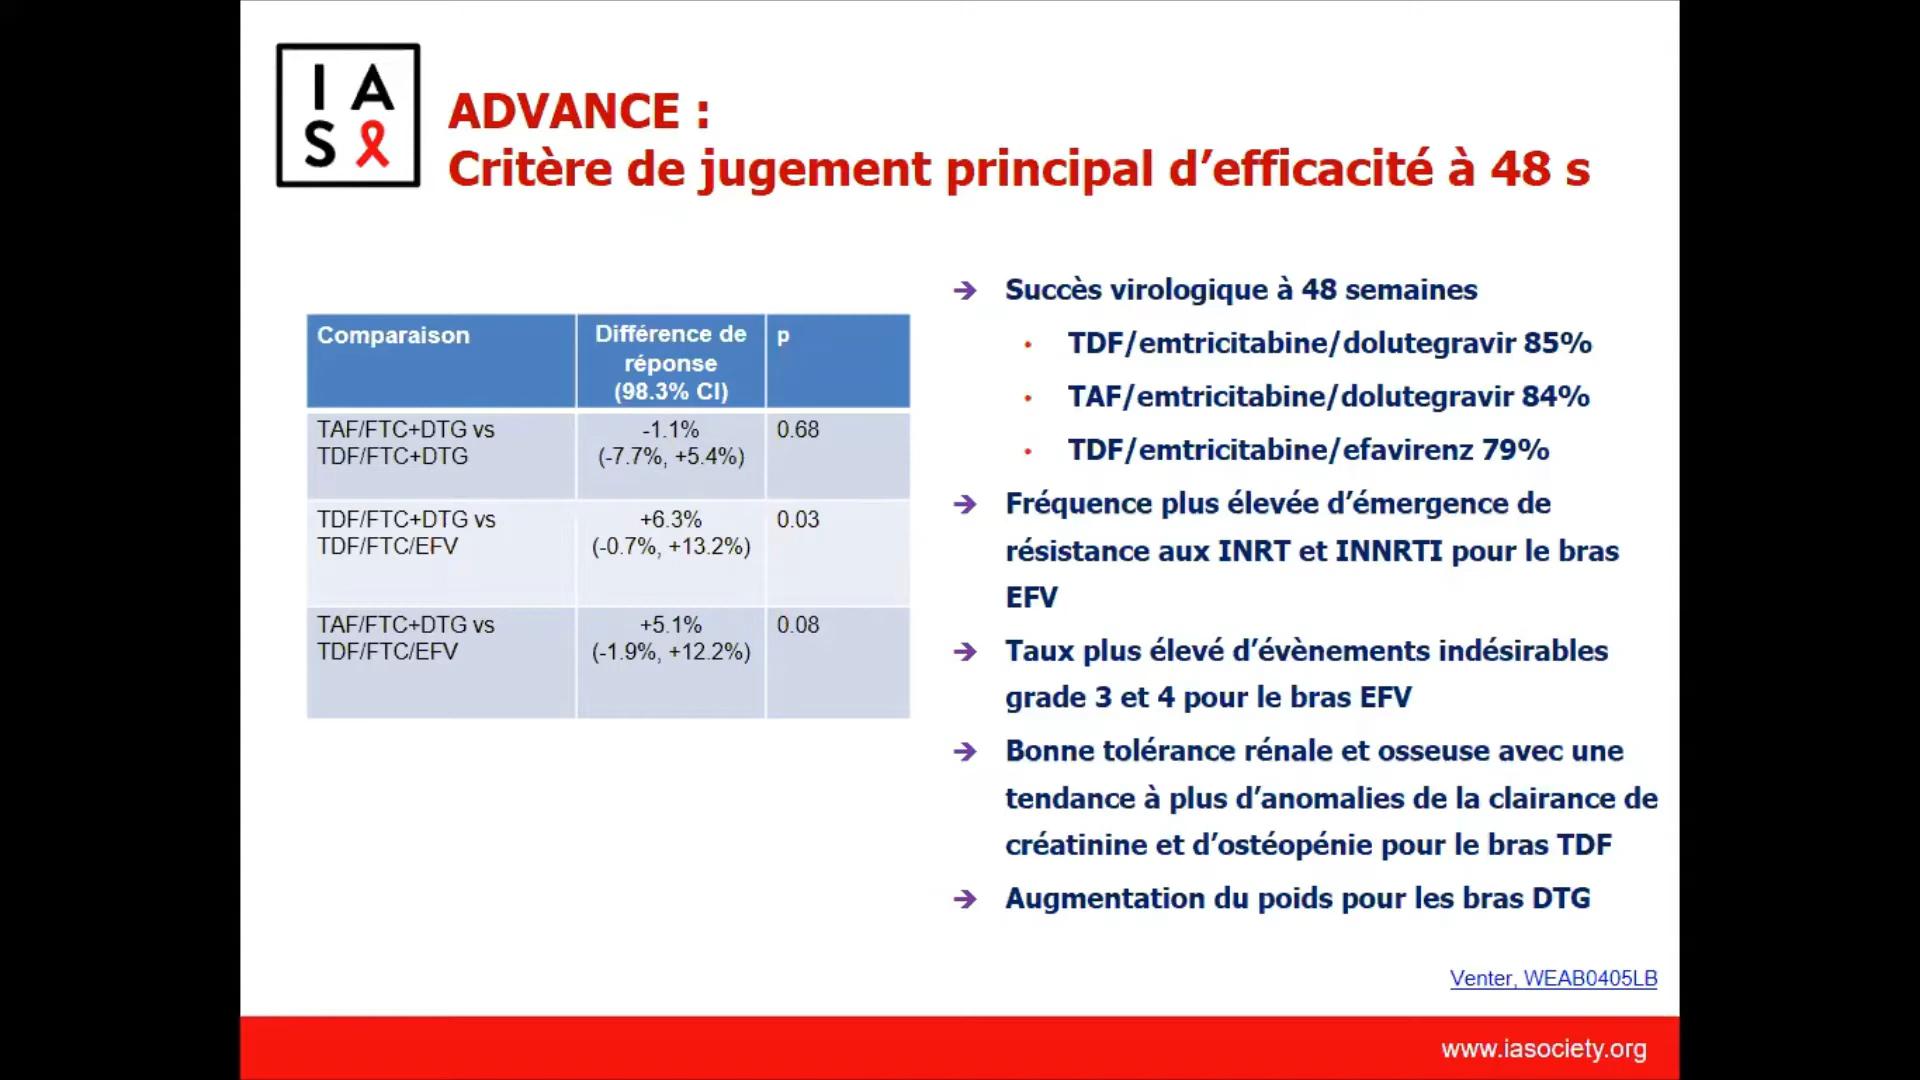 I A
S
ADVANCE :
Critère de jugement principal d’efficacité à 48 s
Comparaison
Différence de
réponse
(98.3% CI)
p
TAF/FTC+DTG vs
TDF/FTC+DTG
-1.1%
(-7.7%, +5.4%)
0.68
TDF/FTC+DTG vs
TDF/FTC/EFV
+6.3%
(-0.7%, +13.2%)
0.03
TAF/FTC+DTG vs
TDF/FTC/EFV
+5.1%
(-1.9%, +12.2%)
0.08
Succès virologique à 48 semaines
TDF/emtricitabine/dolutegravir 85%
TAF/emtricitabine/dolutegravir 84%
TDF/emtricitabine/efavirenz 79%
Fréquence plus élevée d’émergence de
résistance aux INRT et INNRTI pour le bras
EFV
Taux plus élevé d’évènements indésirables
grade 3 et 4 pour le bras EFV
Bonne tolérance rénale et osseuse avec une
tendance à plus d’anomalies de la clairance de
créatinine et d’ostéopénie pour le bras TDF
Augmentation du poids pour les bras DTG
Venter, WEAB0405LB
www.iasociety.org